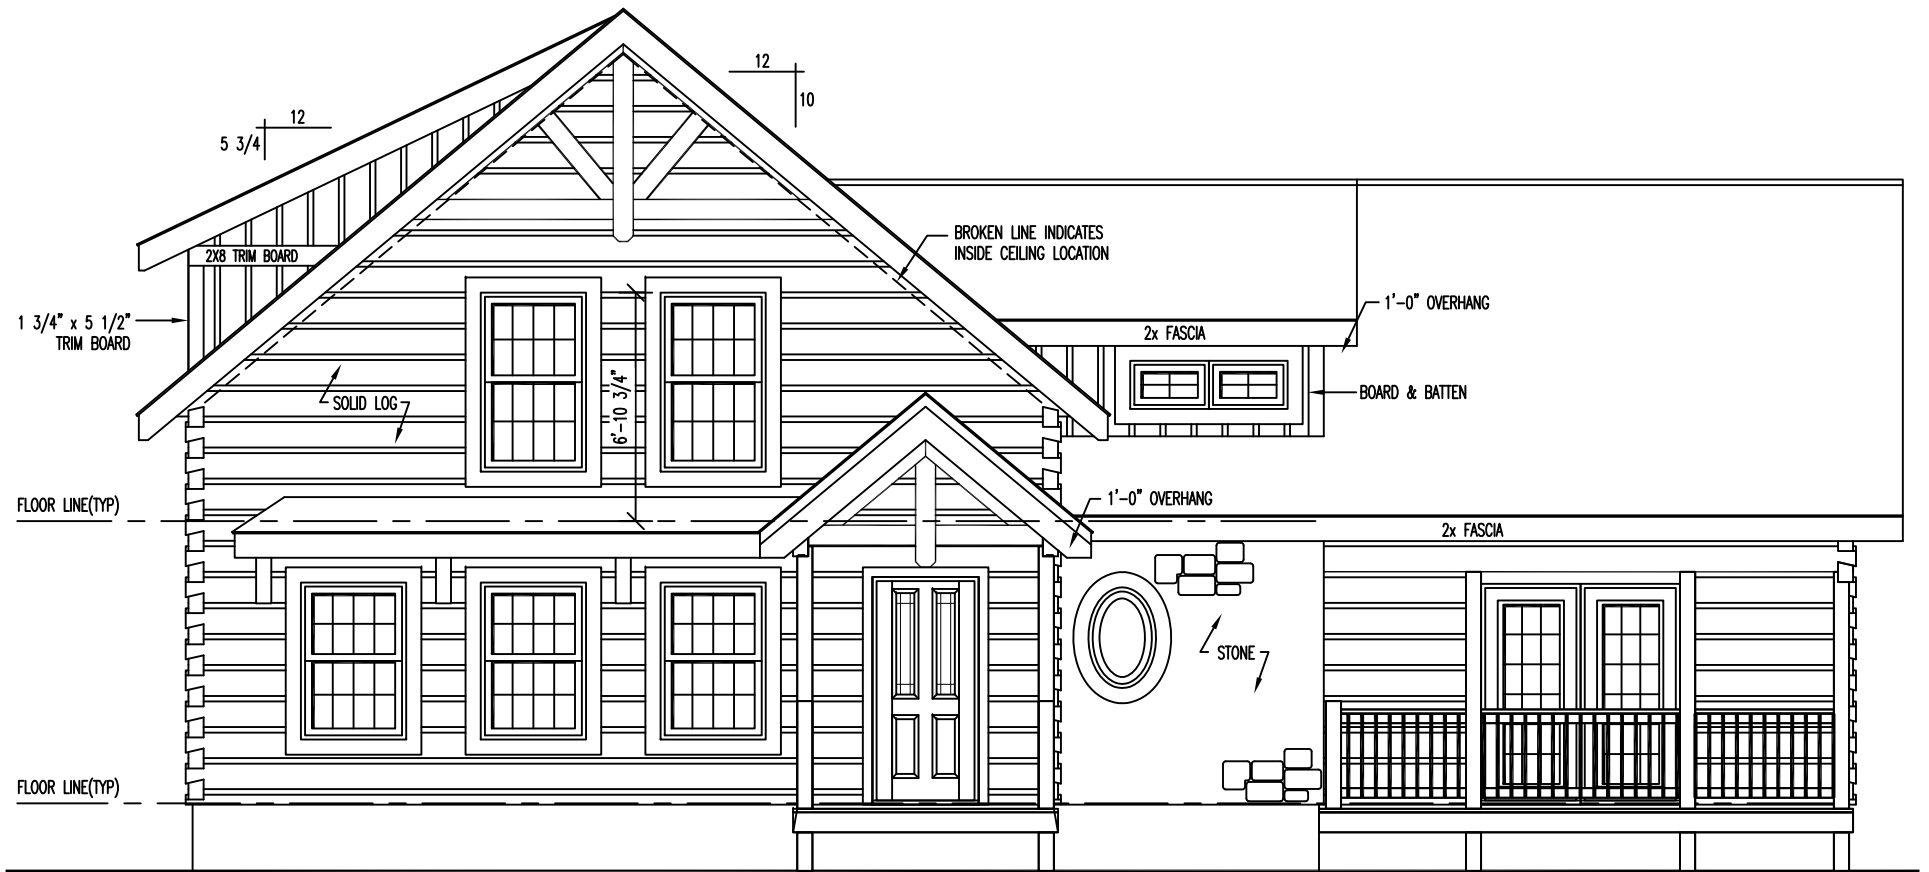 12
10
12
5 3/4
2X8 TRIM BOARD
BROKEN LINE INDICATES
INSIDE CEILING LOCATION
1 3/4" x 5 1/2"
TRIM BOARD
1'-0" OVERHANG
2x FASCIA
BOARD & BATTEN
SOLID LOG
6'-10 3/4"
FLOOR LINE(TYP)
1'-0" OVERHANG
2x FASCIA
STONE
FLOOR LINE(TYP)